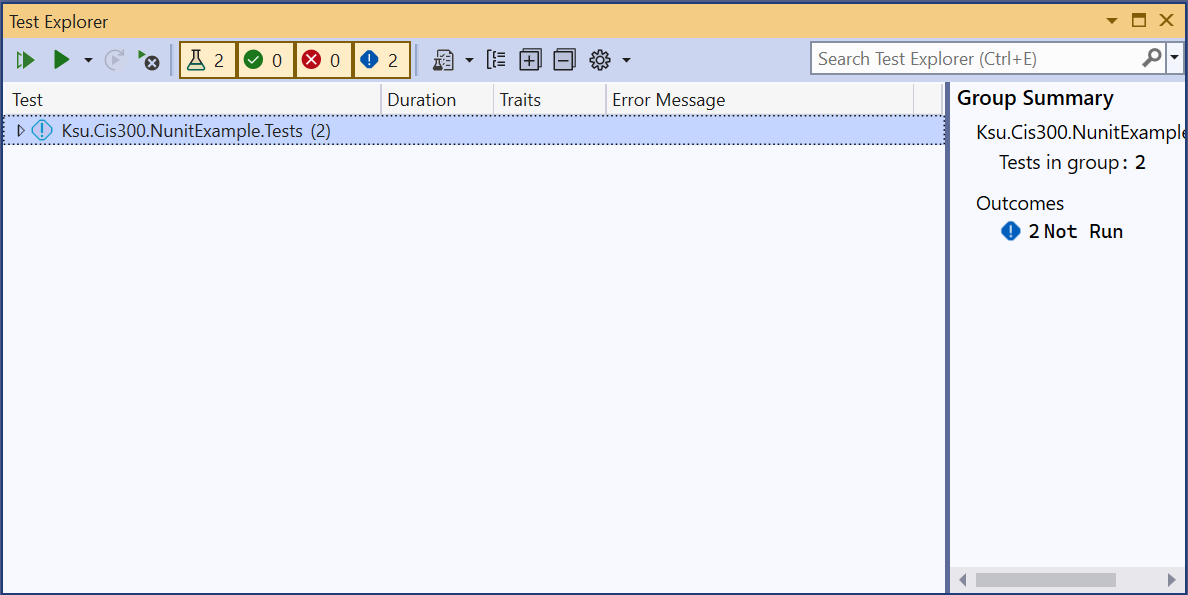 Test Explorer
2 0 0 2
Search Test Explorer (Ctrl+E)
Test Duration Traits Error Message
Ksu.Cis300.NunitExample.Tests (2)
Group Summary
Ksu.Cis300.NunitExample
Tests in group: 2
Outcomes
2 Not Run